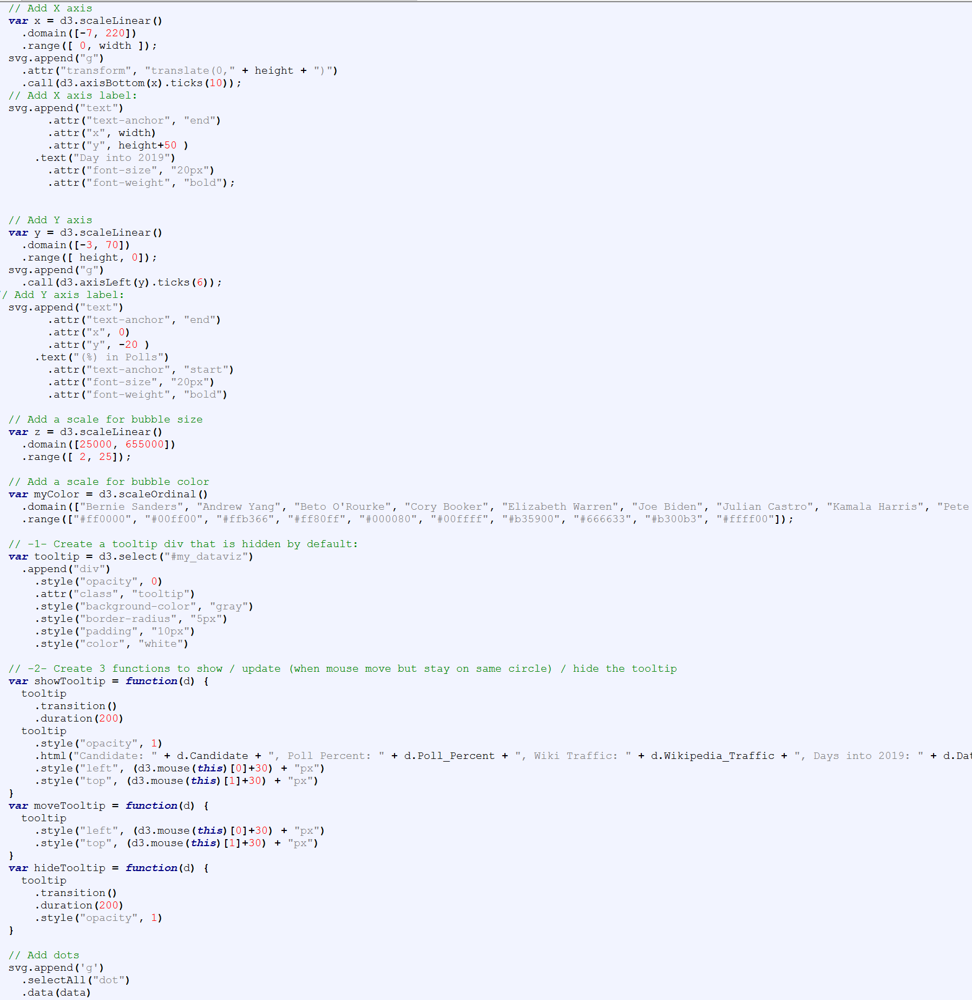 // Add X axis
var x = d3.scaleLinear()
  .domain([-7, 220])
  .range([ 0, width ]);
svg.append("g")
  .attr("transform", "translate(0," + height + ")")
  .call(d3.axisBottom(x).ticks(10));
// Add X axis label:
svg.append("text")
      .attr("text-anchor", "end")
      .attr("x", width)
      .attr("y", height+50 )
    .text("Day into 2019")
      .attr("font-size", "20px")
      .attr("font-weight", "bold");
// Add Y axis
var y = d3.scaleLinear()
  .domain([-3, 70])
  .range([ height, 0]);
svg.append("g")
  .call(d3.axisLeft(y).ticks(6));
/ Add Y axis label:
svg.append("text")
      .attr("text-anchor", "end")
      .attr("x", 0)
      .attr("y", -20 )
    .text("(%) in Polls")
      .attr("text-anchor", "start")
      .attr("font-size", "20px")
      .attr("font-weight", "bold")
// Add a scale for bubble size
var z = d3.scaleLinear()
  .domain([25000, 655000])
  .range([ 2, 25]);
// Add a scale for bubble color
var myColor = d3.scaleOrdinal()
  .domain(["Bernie Sanders", "Andrew Yang", "Beto O'Rourke", "Cory Booker", "Elizabeth Warren", "Joe Biden", "Julian Castro", "Kamala Harris", "Pete
  .range(["#ff0000", "#00ff00", "#ffb366", "#ff80ff", "#000080", "#00ffff", "#b35900", "#666633", "#b300b3", "#ffff00"]);
// -1- Create a tooltip div that is hidden by default:
var tooltip = d3.select("#my_dataviz")
  .append("div")
    .style("opacity", 0)
    .attr("class", "tooltip")
    .style("background-color", "gray")
    .style("border-radius", "5px")
    .style("padding", "10px")
    .style("color", "white")
// -2- Create 3 functions to show / update (when mouse move but stay on same circle) / hide the tooltip
var showTooltip = function(d) {
  tooltip
    .transition()
    .duration(200)
  tooltip
    .style("opacity", 1)
    .html("Candidate: " + d.Candidate + ", Poll Percent: " + d.Poll_Percent + ", Wiki Traffic: " + d.Wikipedia_Traffic + ", Days into 2019: " + d.Dat
    .style("left", (d3.mouse(this)[0]+30) + "px")
    .style("top", (d3.mouse(this)[1]+30) + "px")
}
var moveTooltip = function(d) {
  tooltip
    .style("left", (d3.mouse(this)[0]+30) + "px")
    .style("top", (d3.mouse(this)[1]+30) + "px")
}
var hideTooltip = function(d) {
  tooltip
    .transition()
    .duration(200)
    .style("opacity", 1)
}
// Add dots
svg.append('g')
  .selectAll("dot")
  .data(data)